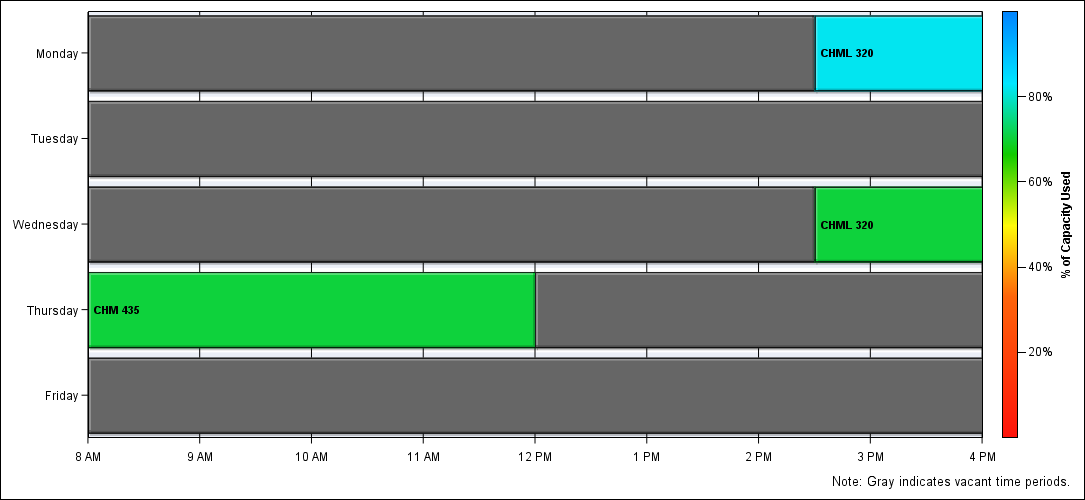 Monday
CHML 320
Tuesday
Wednesday
CHML 320
Thursday
CHM 435
Friday
8 AM
9 AM
10 AM
11 AM
12 PM
1 PM
2 PM
3 PM
4 PM
80%
60%
40%
20%
% of Capacity Used
Note: Gray indicates vacant time periods.